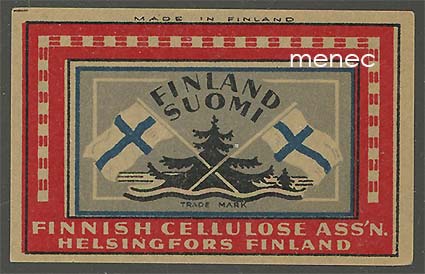 MADE IN FINLAND
menec
FINLAND
SUOMI
TRADE MARK
FINNISH CELLULOSE ASS'N.
HELSINGFORS FINLAND